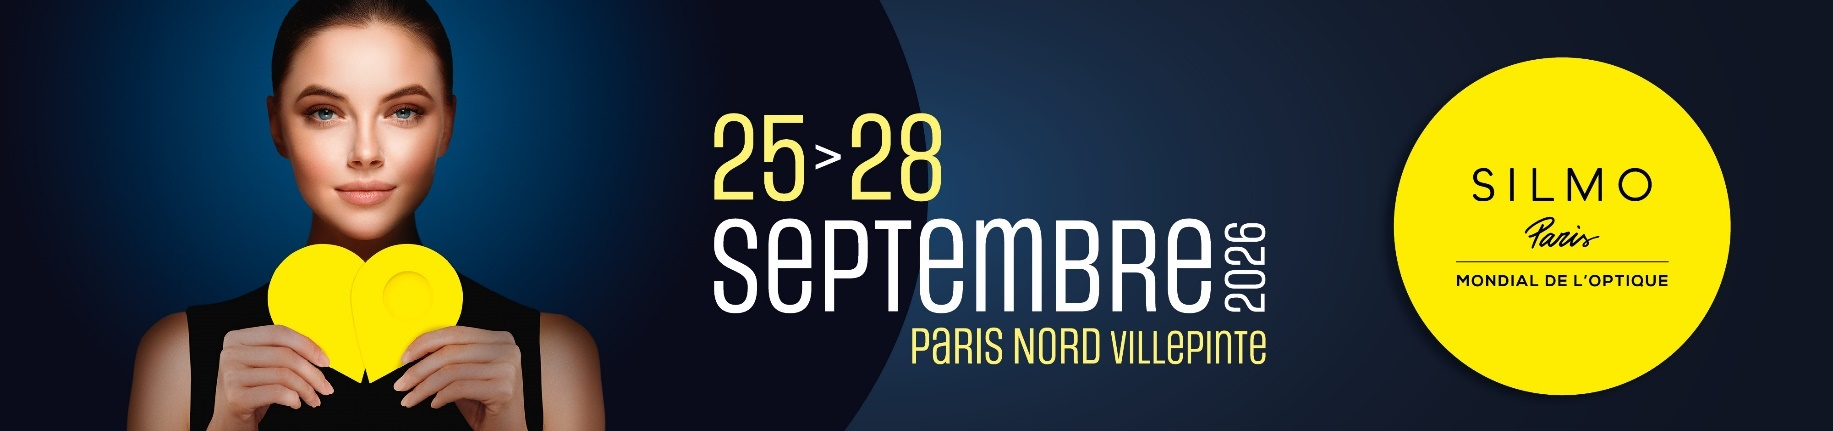 25>28
SEPTEMBRE 2026
PARIS NORD VILLEPINTE
SILMO
Paris
MONDIAL DE L'OPTIQUE